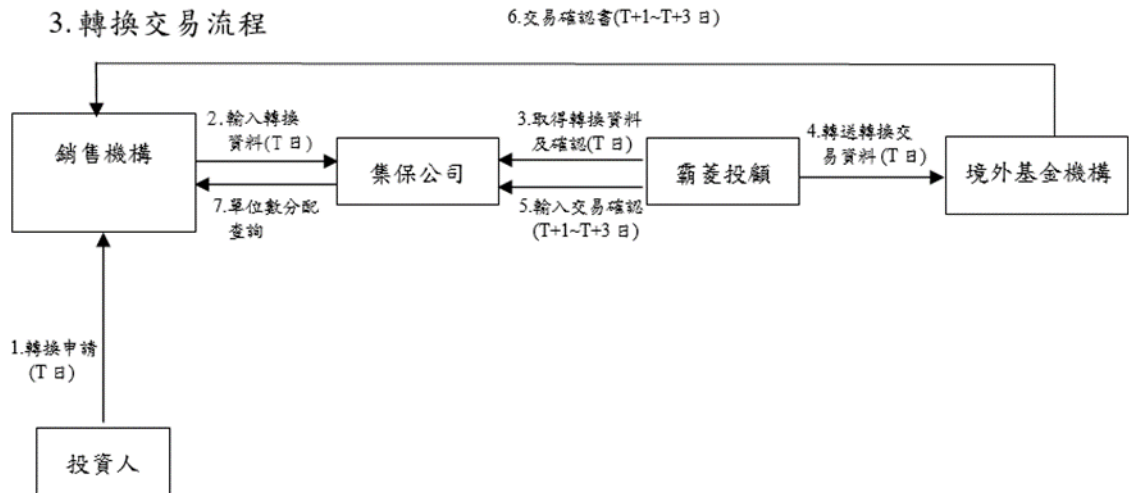 3.轉換交易流程
6.交易確認書(T+1~T+3 日)
銷售機構
2.輸入轉換
資料(T 日)
7.單位數分配
查詢
集保公司
3.取得轉換資料
及確認(T 日)
5.輸入交易確認
(T+1~T+3 日)
霸菱投顧
4.轉送轉換交
易資料 (T 日)
境外基金機構
1.轉換申請
(T 日)
投資人